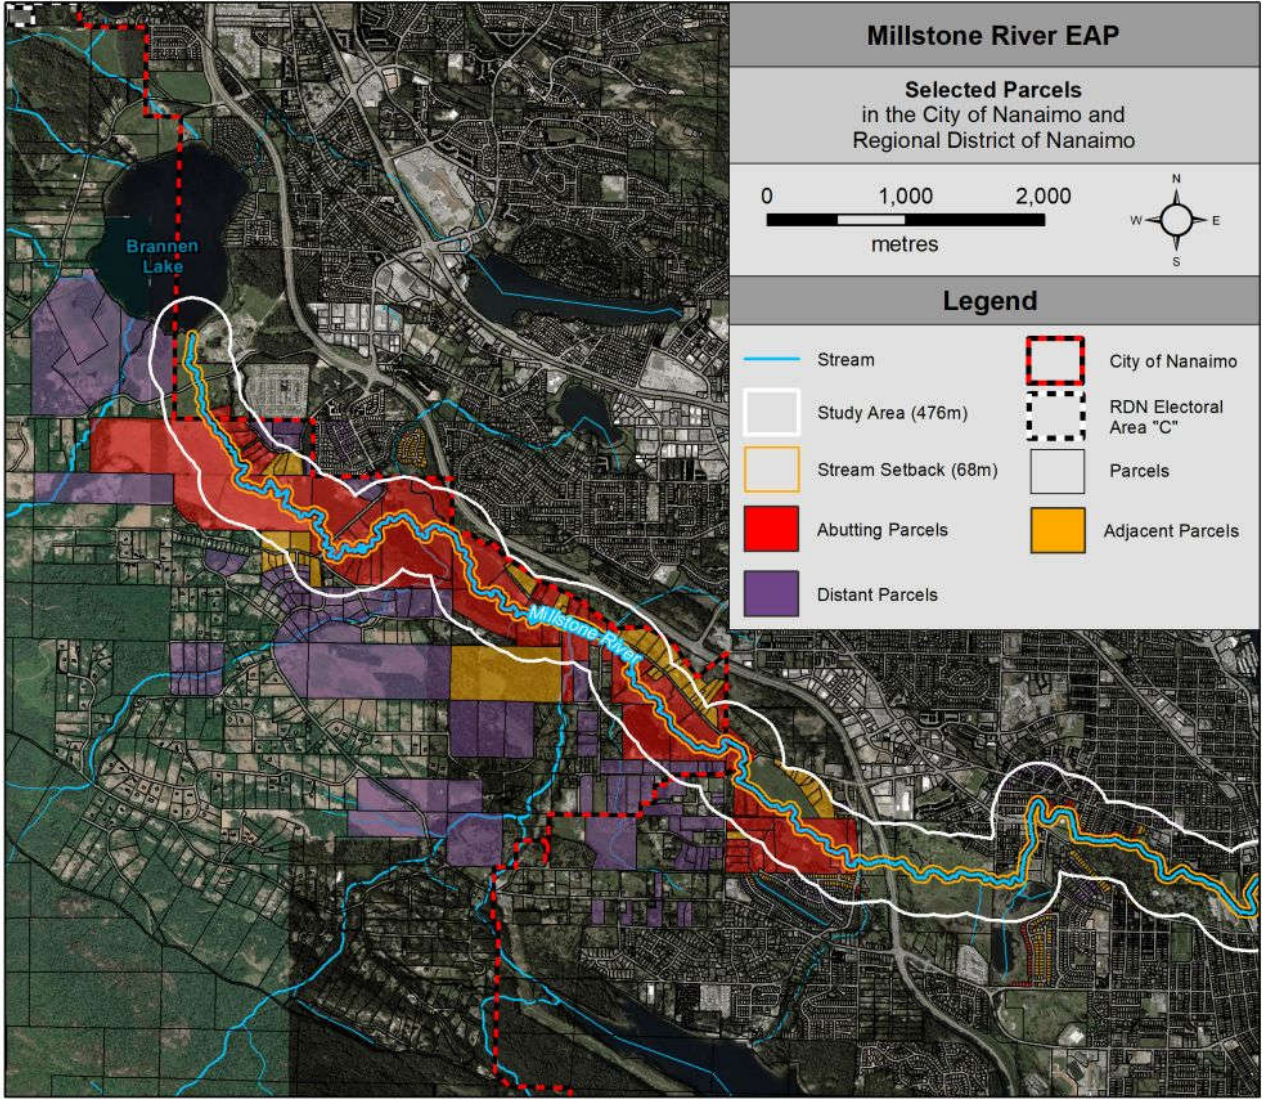 Millstone River EAP
Selected Parcels
in the City of Nanaimo and
Regional District of Nanaimo
0 1,000 2,000
metres
N
W E
S
Legend
Stream
City of Nanaimo
Study Area (476m)
RDN Electoral
Area "C"
Stream Setback (68m)
Parcels
Abutting Parcels
Adjacent Parcels
Distant Parcels
Brannen
Lake
Millstone River